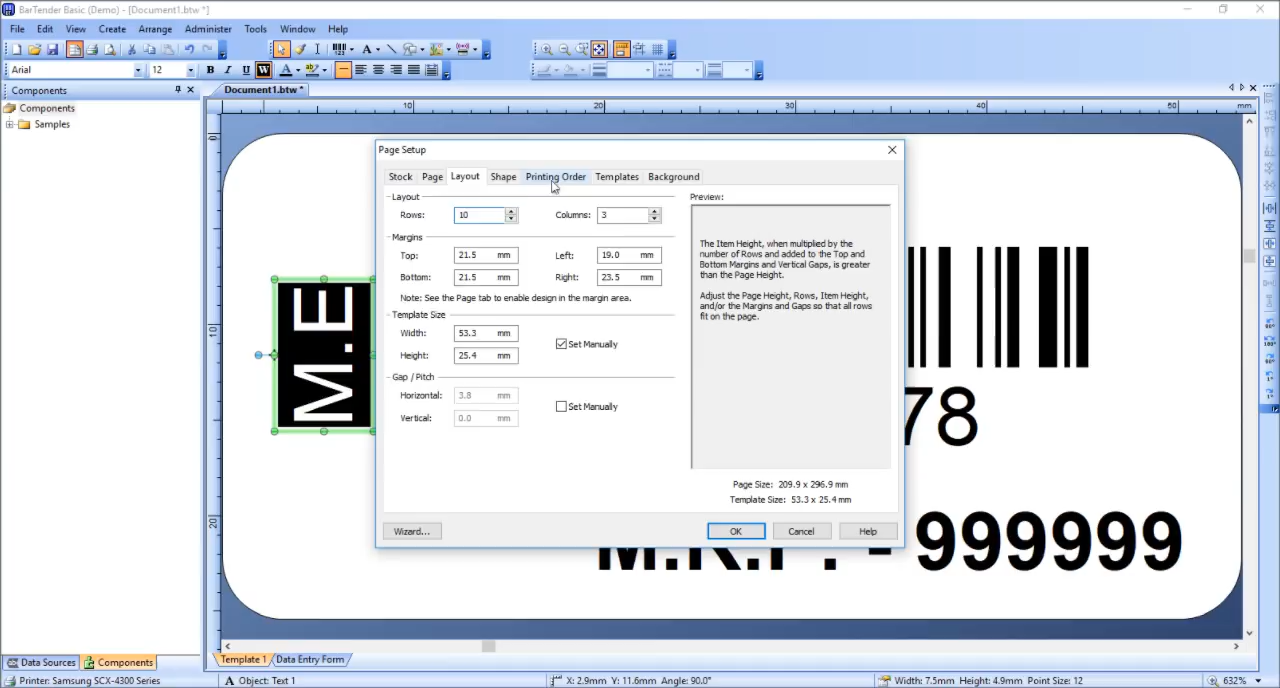 BarTender Basic (Demo) - [Document1.btw *]
File Edit View Create Arrange Administer Tools Window Help
Arial 12 B I U W A
Components
Document1.btw *
Components
Samples
10 20 30 40 50 mm
0
10
20
M.E
78
M.R.P. - 999999
Page Setup
Stock Page Layout Shape Printing Order Templates Background
Layout
Rows: 10 Columns: 3
Margins
Top: 21.5 mm Left: 19.0 mm
Bottom: 21.5 mm Right: 23.5 mm
Note: See the Page tab to enable design in the margin area.
Template Size
Width: 53.3 mm
Height: 25.4 mm
Set Manually
Gap / Pitch
Horizontal: 3.8 mm
Vertical: 0.0 mm
Set Manually
Preview:
The Item Height, when multiplied by the
number of Rows and added to the Top and
Bottom Margins and Vertical Gaps, is greater
than the Page Height.
Adjust the Page Height, Rows, Item Height,
and/or the Margins and Gaps so that all rows
fit on the page.
Page Size: 209.9 x 296.9 mm
Template Size: 53.3 x 25.4 mm
Wizard... OK Cancel Help
Data Sources Components
Template 1 Data Entry Form
Printer: Samsung SCX-4300 Series A Object: Text 1 X: 2.9mm Y: 11.6mm Angle: 90.0° Width: 7.5mm Height: 4.9mm Point Size: 12 632%